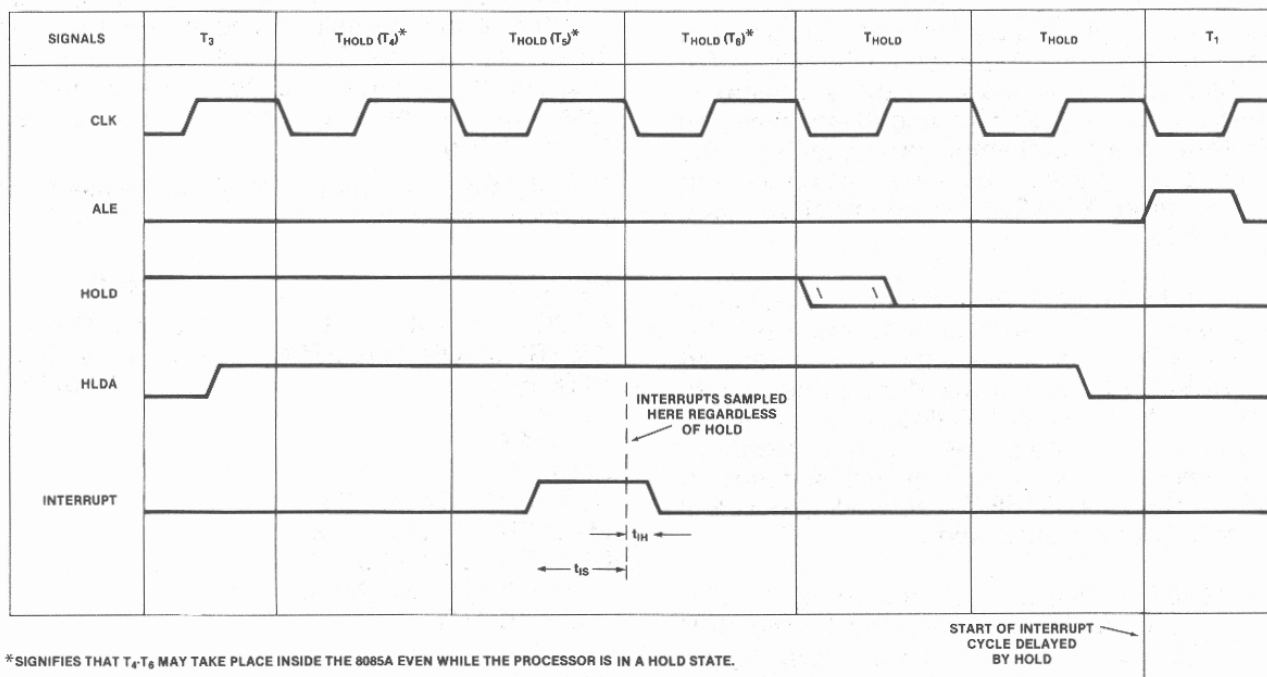 SIGNALS T3 THOLD (T4)* THOLD (T5)* THOLD (T6)* THOLD THOLD T1
CLK
ALE
HOLD
HLDA
INTERRUPTS SAMPLED
HERE REGARDLESS
OF HOLD
INTERRUPT
tIH
tIS
START OF INTERRUPT
CYCLE DELAYED
BY HOLD
*SIGNIFIES THAT T4-T6 MAY TAKE PLACE INSIDE THE 8085A EVEN WHILE THE PROCESSOR IS IN A HOLD STATE.